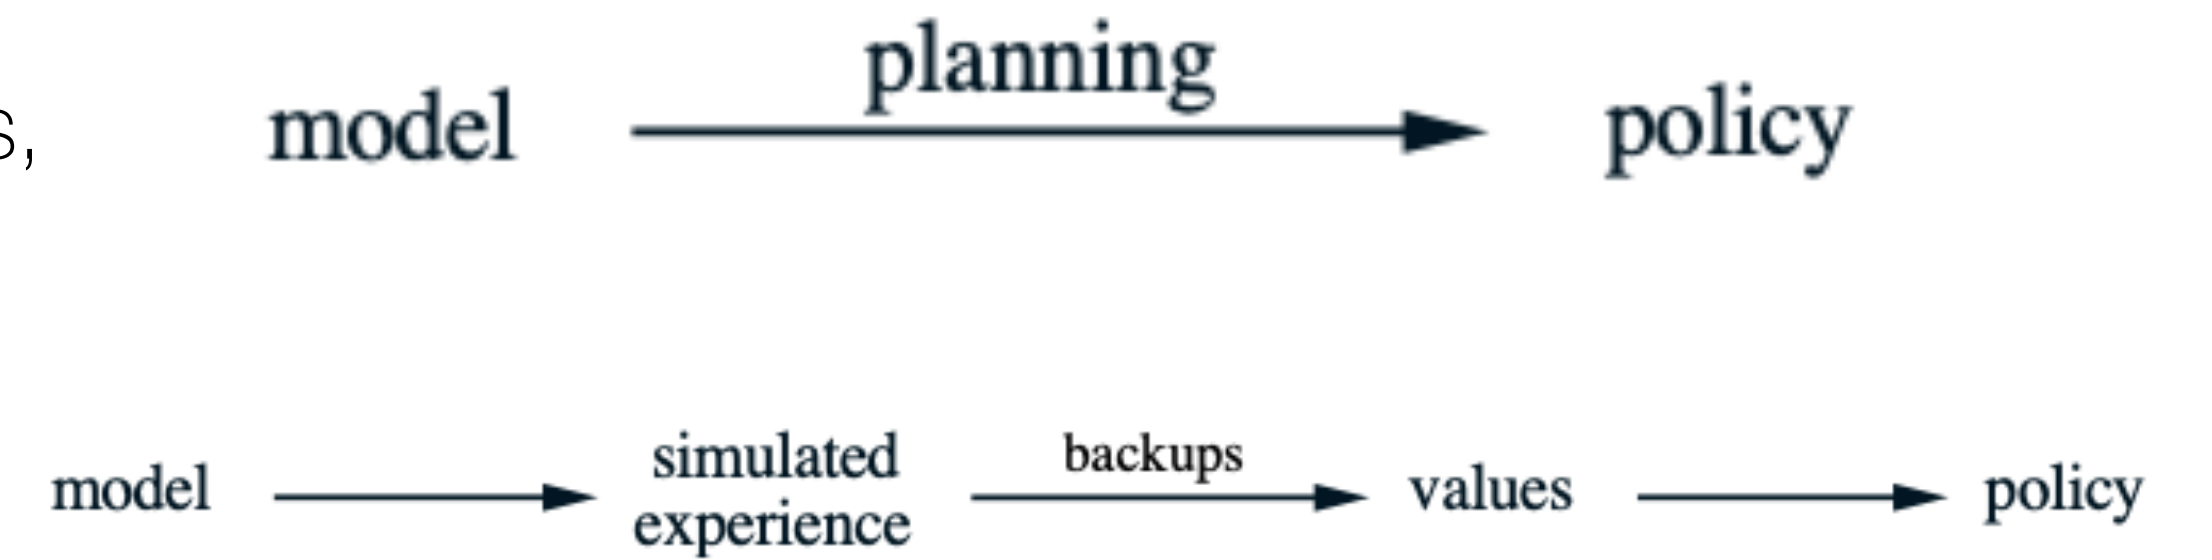 planning
s, model policy
simulated backups
model values policy
experience